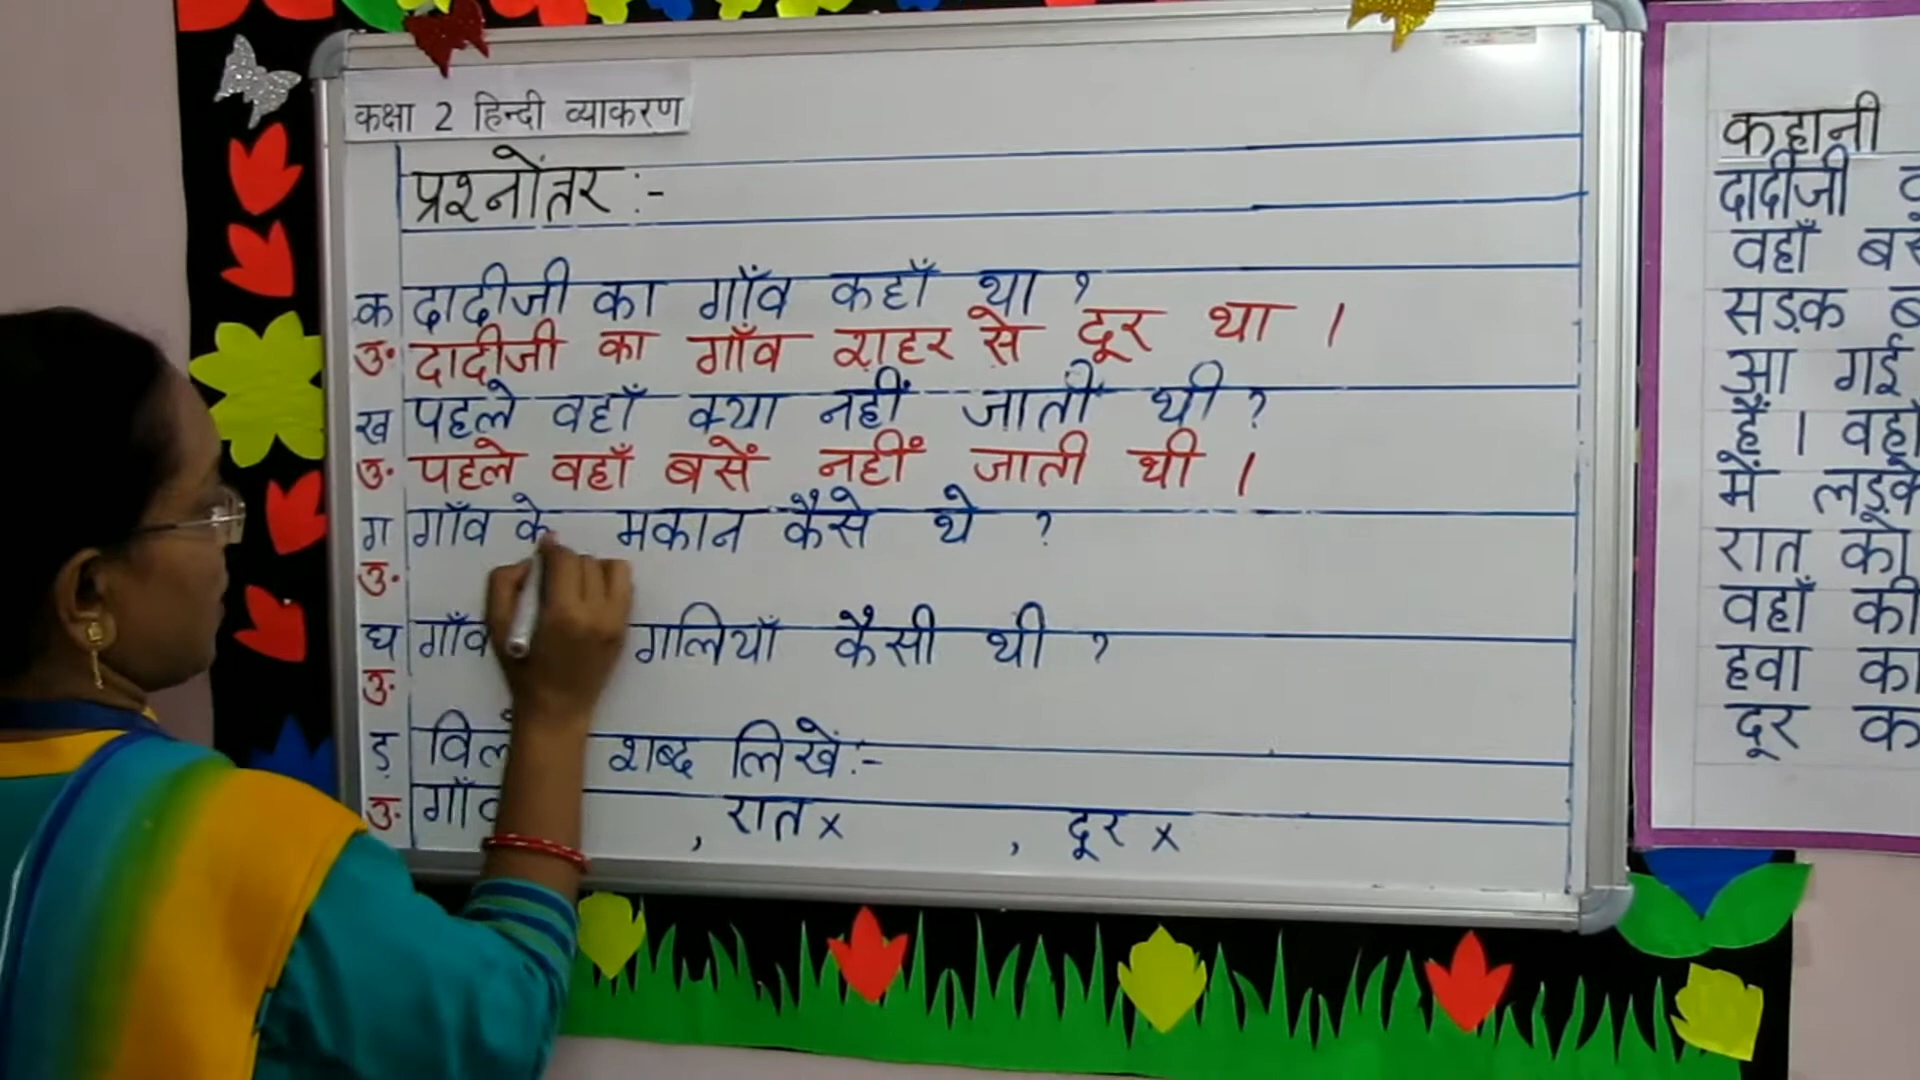 कक्षा 2 हिन्दी व्याकरण
प्रश्नोंतर :-
क दादीजी का गाँव कहाँ था ?
उ. दादीजी का गाँव शहर से दूर था ।
ख पहले वहाँ क्या नहीं जातीं थी ?
उ. पहले वहाँ बसें नहीं जाती थी ।
ग गाँव के मकान कैसे थे ?
उ.
घ गाँव गलियाँ कैसी थी ?
उ.
ड़ शब्द लिखें:-
उ. गाँव , रात x , दूर x
कहानी
दादीजी
वहाँ
सड़क
आ गई
हैं । वहाँ
में
रात को
वहाँ की
हवा
दूर